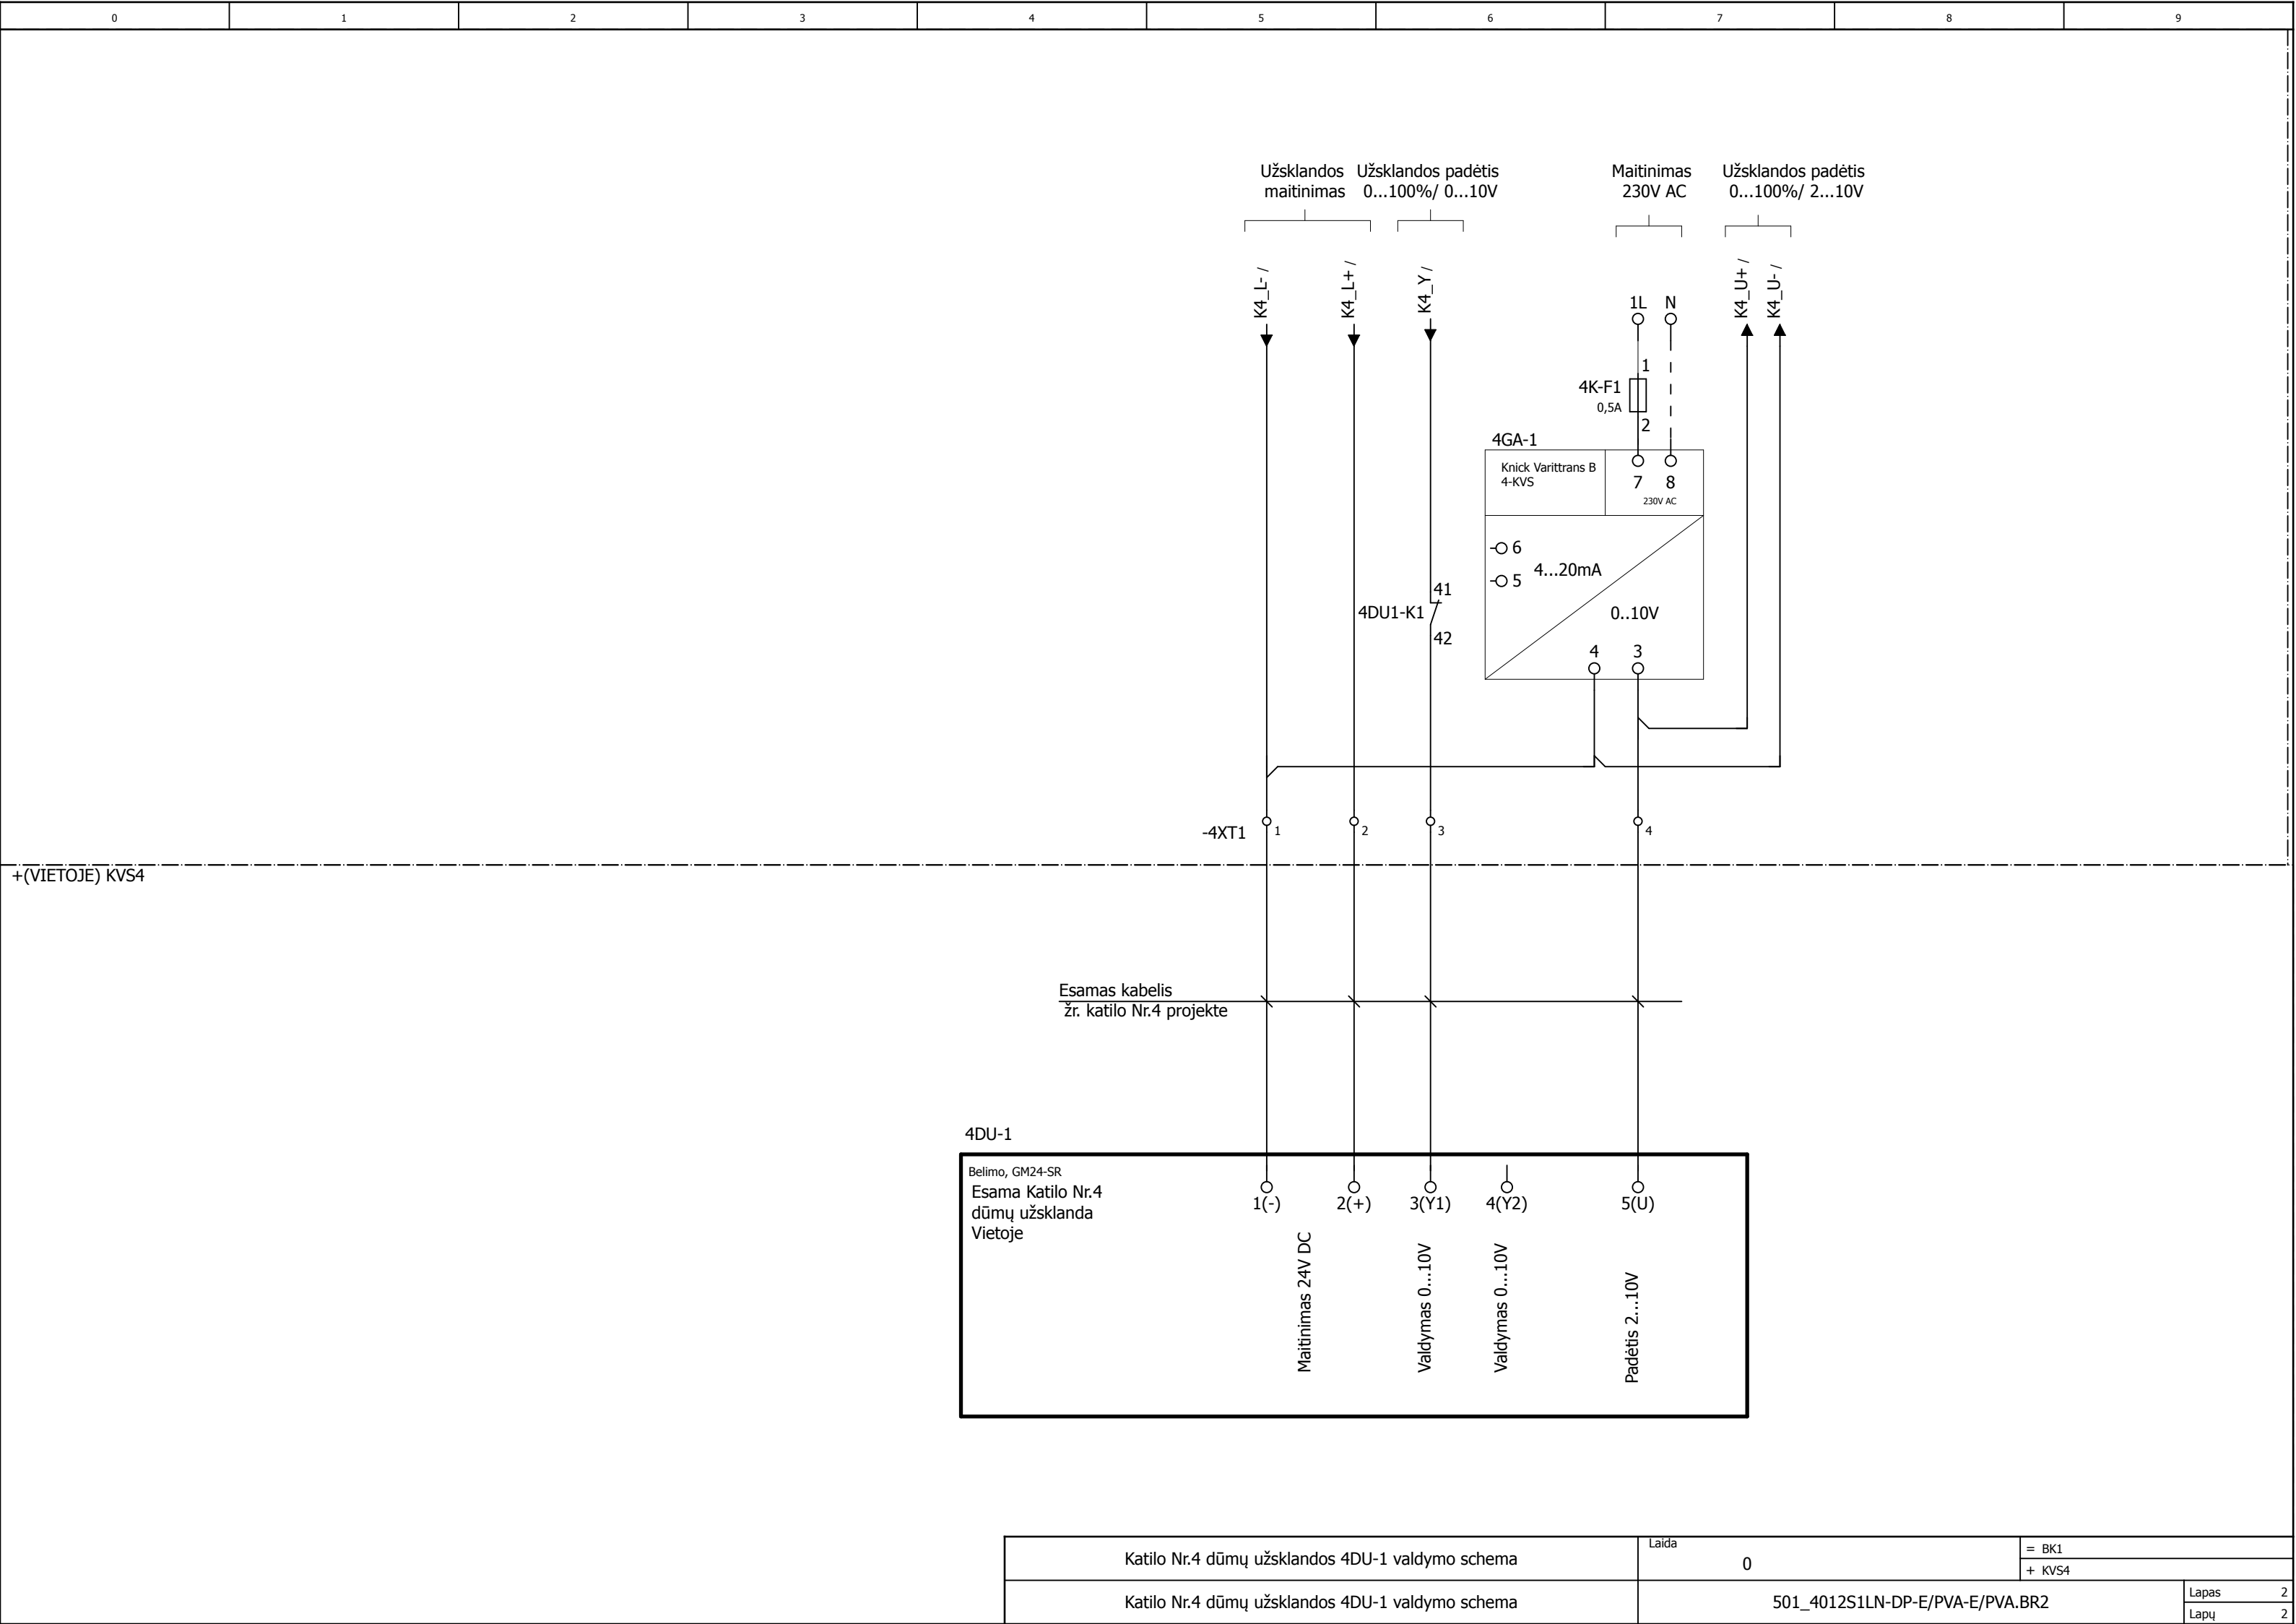 0 1 2 3 4 5 6 7 8 9
Užsklandos
maitinimas
Užsklandos padėtis
0...100%/ 0...10V
Maitinimas
230V AC
Užsklandos padėtis
0...100%/ 2...10V
K4_L- /
K4_L+ /
K4_Y /
1L N
K4_U+ /
K4_U- /
1
4K-F1
0,5A
2
4GA-1
Knick Varittrans B
4-KVS
7 8
230V AC
6
5
4...20mA
0..10V
4 3
41
4DU1-K1
42
-4XT1 1 2 3 4
+(VIETOJE) KVS4
Esamas kabelis
žr. katilo Nr.4 projekte
4DU-1
Belimo, GM24-SR
Esama Katilo Nr.4
dūmų užsklanda
Vietoje
1(-) 2(+) 3(Y1) 4(Y2) 5(U)
Maitinimas 24V DC
Valdymas 0...10V
Valdymas 0...10V
Padėtis 2...10V
Katilo Nr.4 dūmų užsklandos 4DU-1 valdymo schema
Laida
0
= BK1
+ KVS4
Katilo Nr.4 dūmų užsklandos 4DU-1 valdymo schema
501_4012S1LN-DP-E/PVA-E/PVA.BR2
Lapas 2
Lapų 2